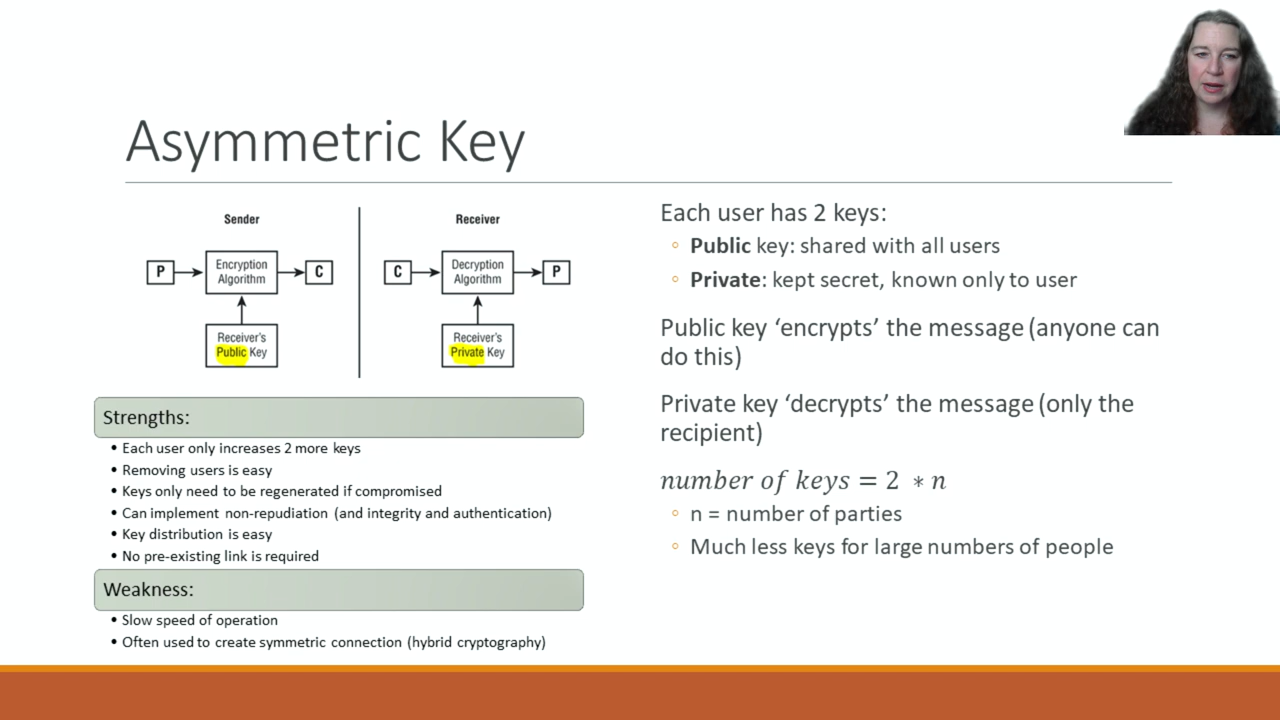 Asymmetric Key
Sender
Receiver
P
Encryption
Algorithm
C
C
Decryption
Algorithm
P
Receiver's
Public Key
Receiver's
Private Key
Strengths:
• Each user only increases 2 more keys
• Removing users is easy
• Keys only need to be regenerated if compromised
• Can implement non-repudiation (and integrity and authentication)
• Key distribution is easy
• No pre-existing link is required
Weakness:
• Slow speed of operation
• Often used to create symmetric connection (hybrid cryptography)
Each user has 2 keys:
◦ Public key: shared with all users
◦ Private: kept secret, known only to user
Public key ‘encrypts’ the message (anyone can
do this)
Private key ‘decrypts’ the message (only the
recipient)
number of keys = 2 * n
◦ n = number of parties
◦ Much less keys for large numbers of people